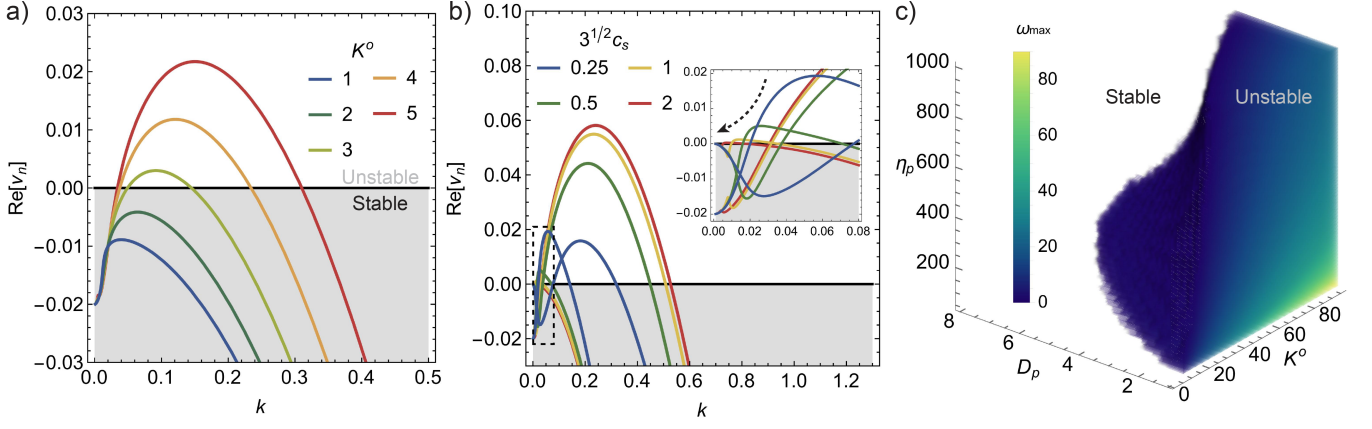 a)
Re[νn]
0.03
0.02
0.01
0.00
−0.01
−0.02
−0.03
K^o
1
4
2
5
3
Unstable
Stable
0.0 0.1 0.2 0.3 0.4 0.5
k
b)
Re[νn]
0.10
0.08
0.06
0.04
0.02
0.00
−0.02
3^1/2 c_s
0.25
1
0.5
2
0.02
0.01
0.00
−0.01
−0.02
0.00 0.02 0.04 0.06 0.08
0.0 0.2 0.4 0.6 0.8 1.0 1.2
k
c)
ωmax
80
60
40
20
0
1000
800
600
400
200
ηp
Stable
Unstable
8
6
4
2
Dp
0
20
40
60
80
K^o